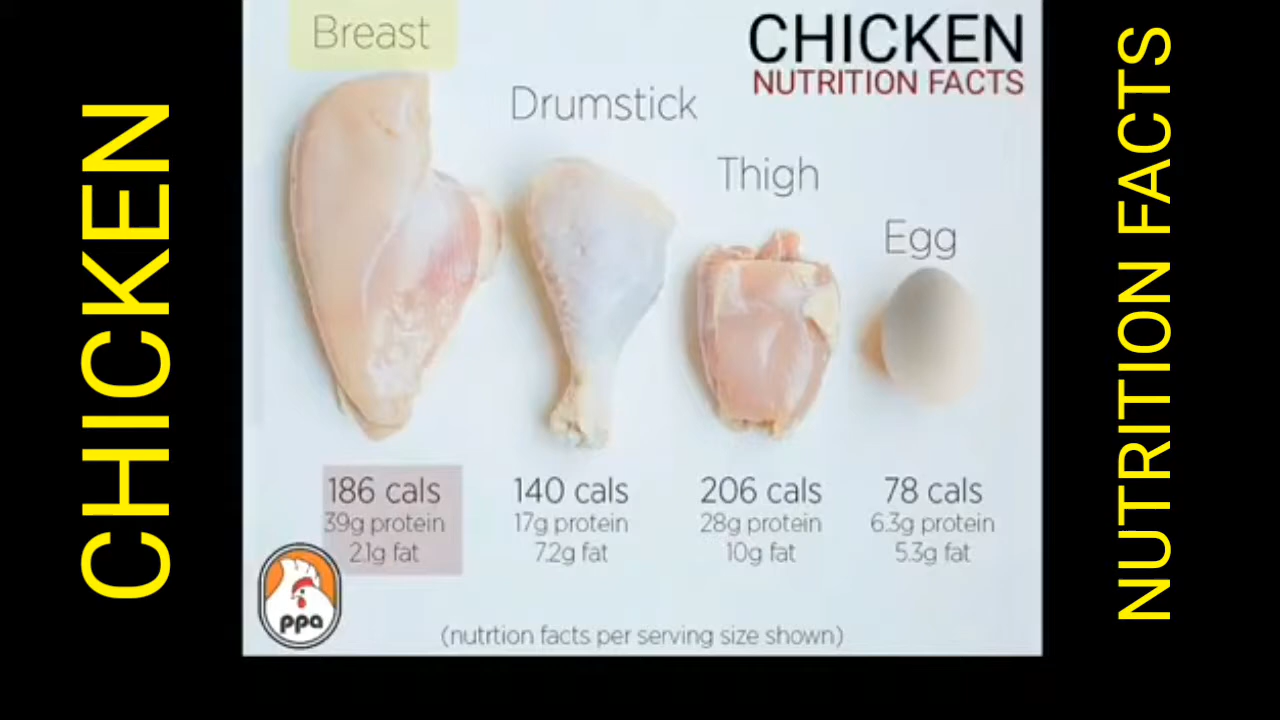 CHICKEN
Breast
CHICKEN
NUTRITION FACTS
Drumstick
Thigh
Egg
186 cals
39g protein
2.1g fat
140 cals
17g protein
7.2g fat
206 cals
28g protein
10g fat
78 cals
6.3g protein
5.3g fat
ppa
(nutrtion facts per serving size shown)
NUTRITION FACTS